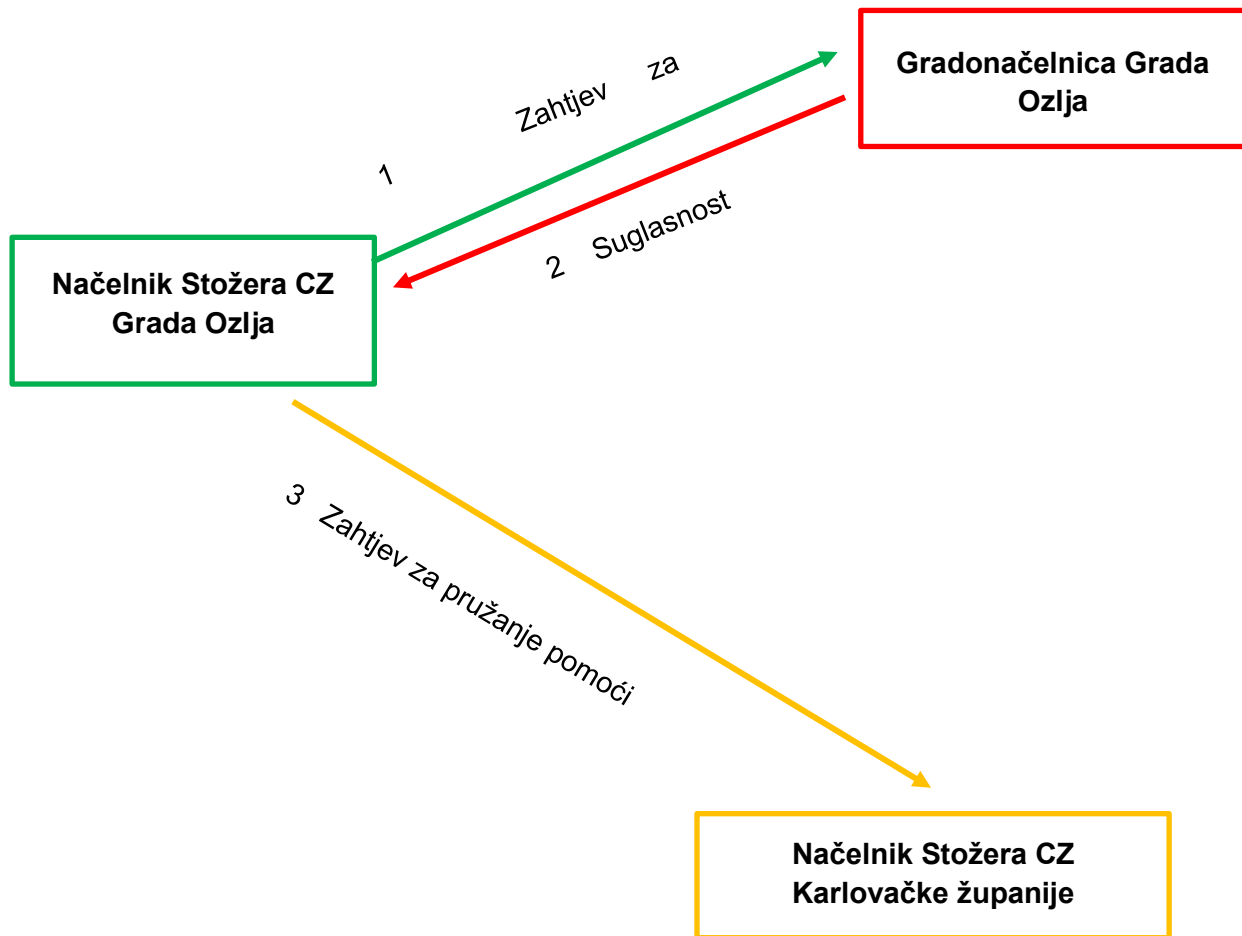 Gradonačelnica Grada
Ozlja
1 Zahtjev za
2 Suglasnost
Načelnik Stožera CZ
Grada Ozlja
3 Zahtjev za pružanje pomoći
Načelnik Stožera CZ
Karlovačke županije